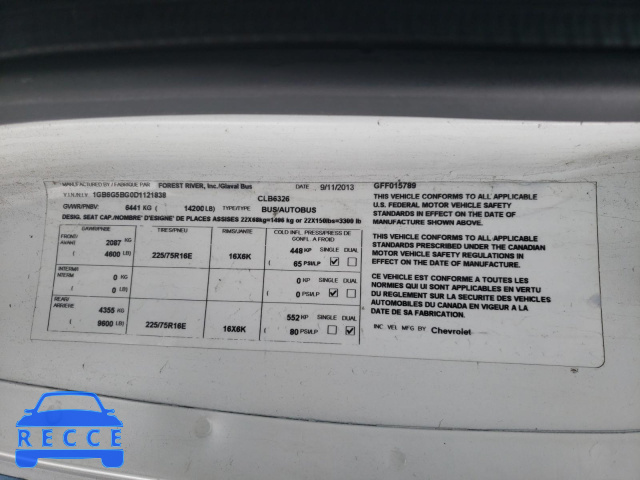 MANUFACTURED BY / FABRIQUE PAR FOREST RIVER, Inc./Glaval Bus DATE 9/11/2013 GFF015789
V.I.N./N.I.V. 1GB6G5BG0D1121838 CLB6326
GVWR/PNBV: 6441 KG ( 14200 LB) TYPE/TYPE BUS/AUTOBUS
DESIG. SEAT CAP./NOMBRE D'ESIGNE' DE PLACES ASSISES 22X68kg=1496 kg or 22X150lbs=3300 lb
GAWR/PNBE TIRES/PNEU RIMS/JANTE COLD INFL. PRESS/PRESS DE GONFL. A FROID
FRONT/ AVANT 2087 KG 448 KP SINGLE DUAL
( 4600 LB) 225/75R16E 16X6K ( 65 PSI/LP
INTERM/ INTERM 0 KG 0 KP SINGLE DUAL
( 0 LB) ( 0 PSI/LP
REAR/ ARRIERE 4355 KG 552 KP SINGLE DUAL
( 9600 LB) 225/75R16E 16X6K ( 80 PSI/LP
THIS VEHICLE CONFORMS TO ALL APPLICABLE
U.S. FEDERAL MOTOR VEHICLE SAFETY
STANDARDS IN EFFECT ON THE DATE OF
MANUFACTURE SHOWN ABOVE.
THIS VEHICLE CONFORMS TO ALL APPLICABLE
STANDARDS PRESCRIBED UNDER THE CANADIAN
MOTOR VEHICLE SAFETY REGULATIONS IN
EFFECT ON THE DATE OF MANUFACTURE.
CE VEHICULE EST CONFORME A TOUTES LES
NORMES QUI LUI SONT APPLICABLES EN VERTU
DU REGLEMENT SUR LA SECURITE DES VEHICLES
AUTOMOBILES DU CANADA EN VIGUEUR A LA
DATE DE SA FABRICATION.
INC. VEL MFG BY Chevrolet
RECCE